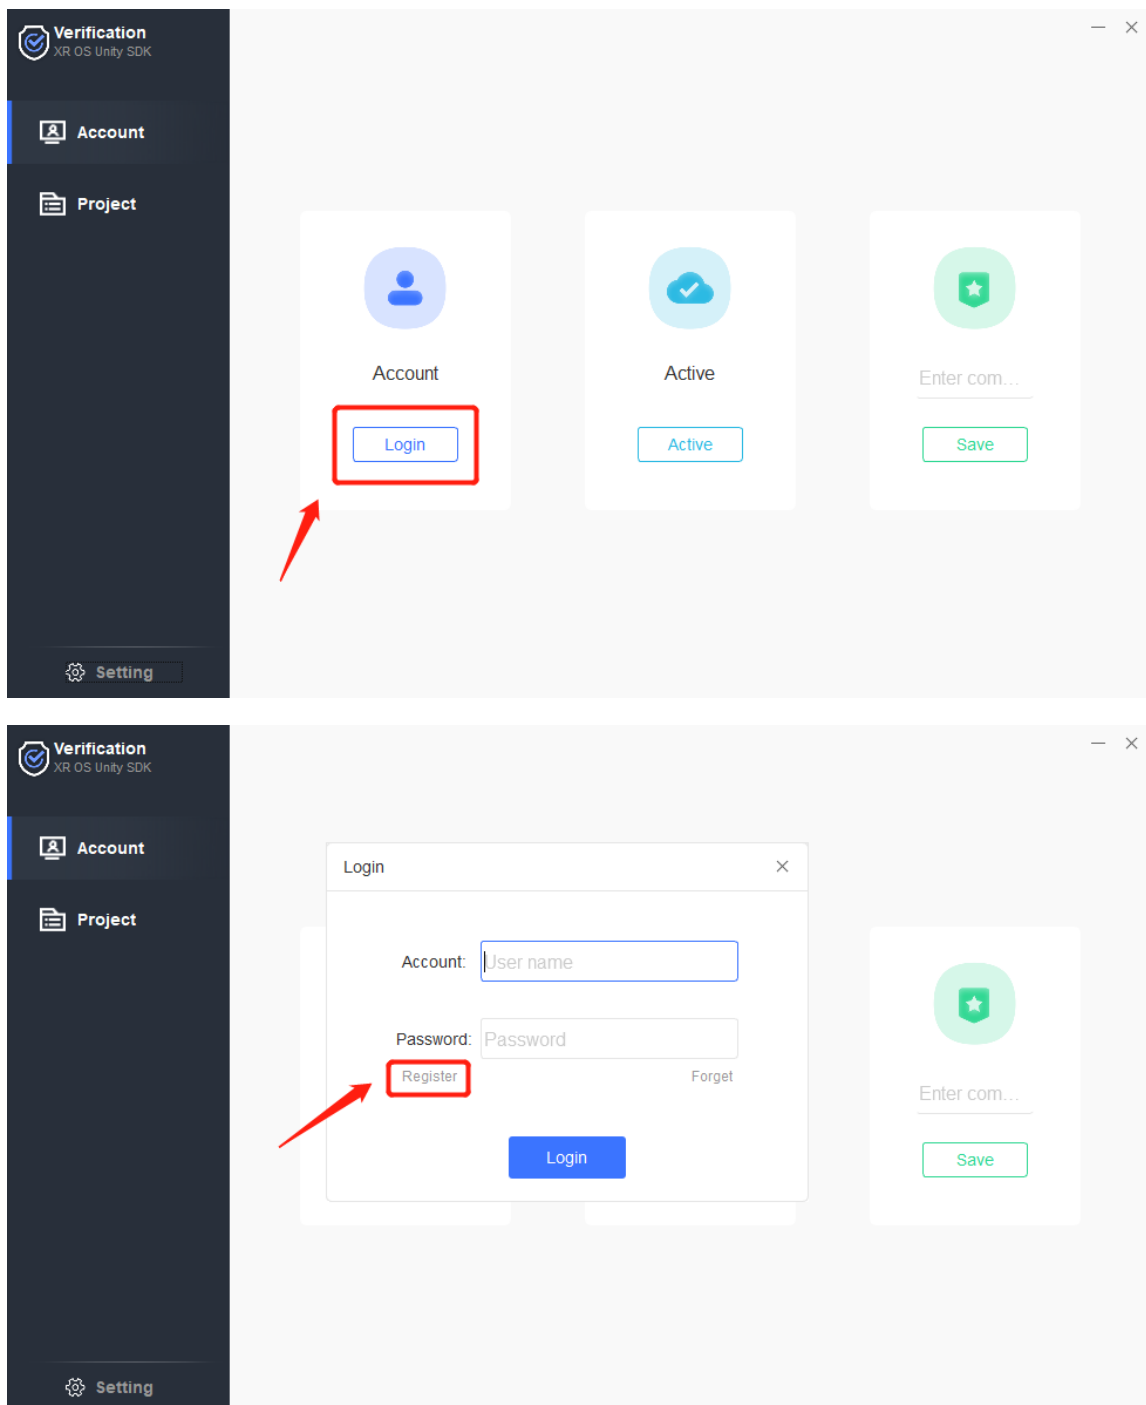 Verification
XR OS Unity SDK
Account
Project
Account
Active
Enter com...
Login
Active
Save
Setting
Verification
XR OS Unity SDK
Account
Project
Login
Account:
User name
Password:
Password
Register
Forget
Login
Enter com...
Save
Setting